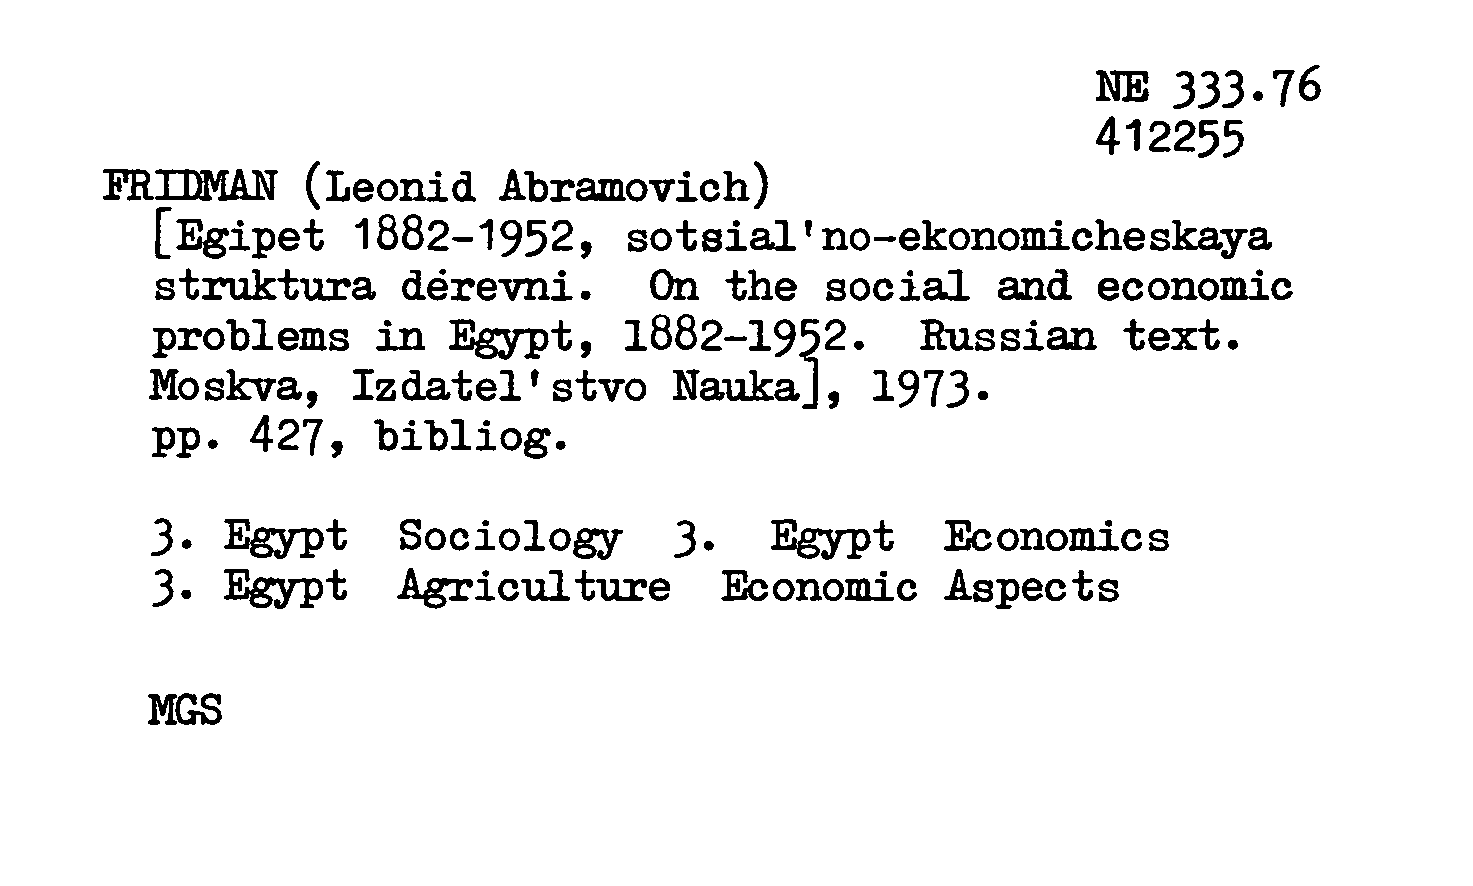 NE 333.76
412255
FRIDMAN (Leonid Abramovich)
[Egipet 1882-1952, sotsial'no-ekonomicheskaya
struktura dėrevni. On the social and economic
problems in Egypt, 1882-1952. Russian text.
Moskva, Izdatel'stvo Nauka], 1973.
pp. 427, bibliog.
3. Egypt Sociology 3. Egypt Economics
3. Egypt Agriculture Economic Aspects
MGS